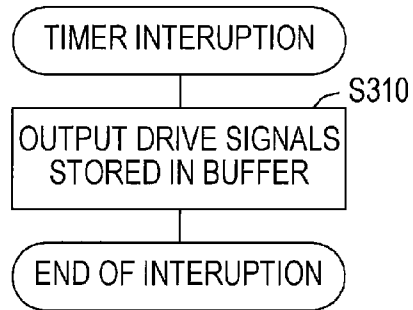 TIMER INTERUPTION
S310
OUTPUT DRIVE SIGNALS
STORED IN BUFFER
END OF INTERUPTION